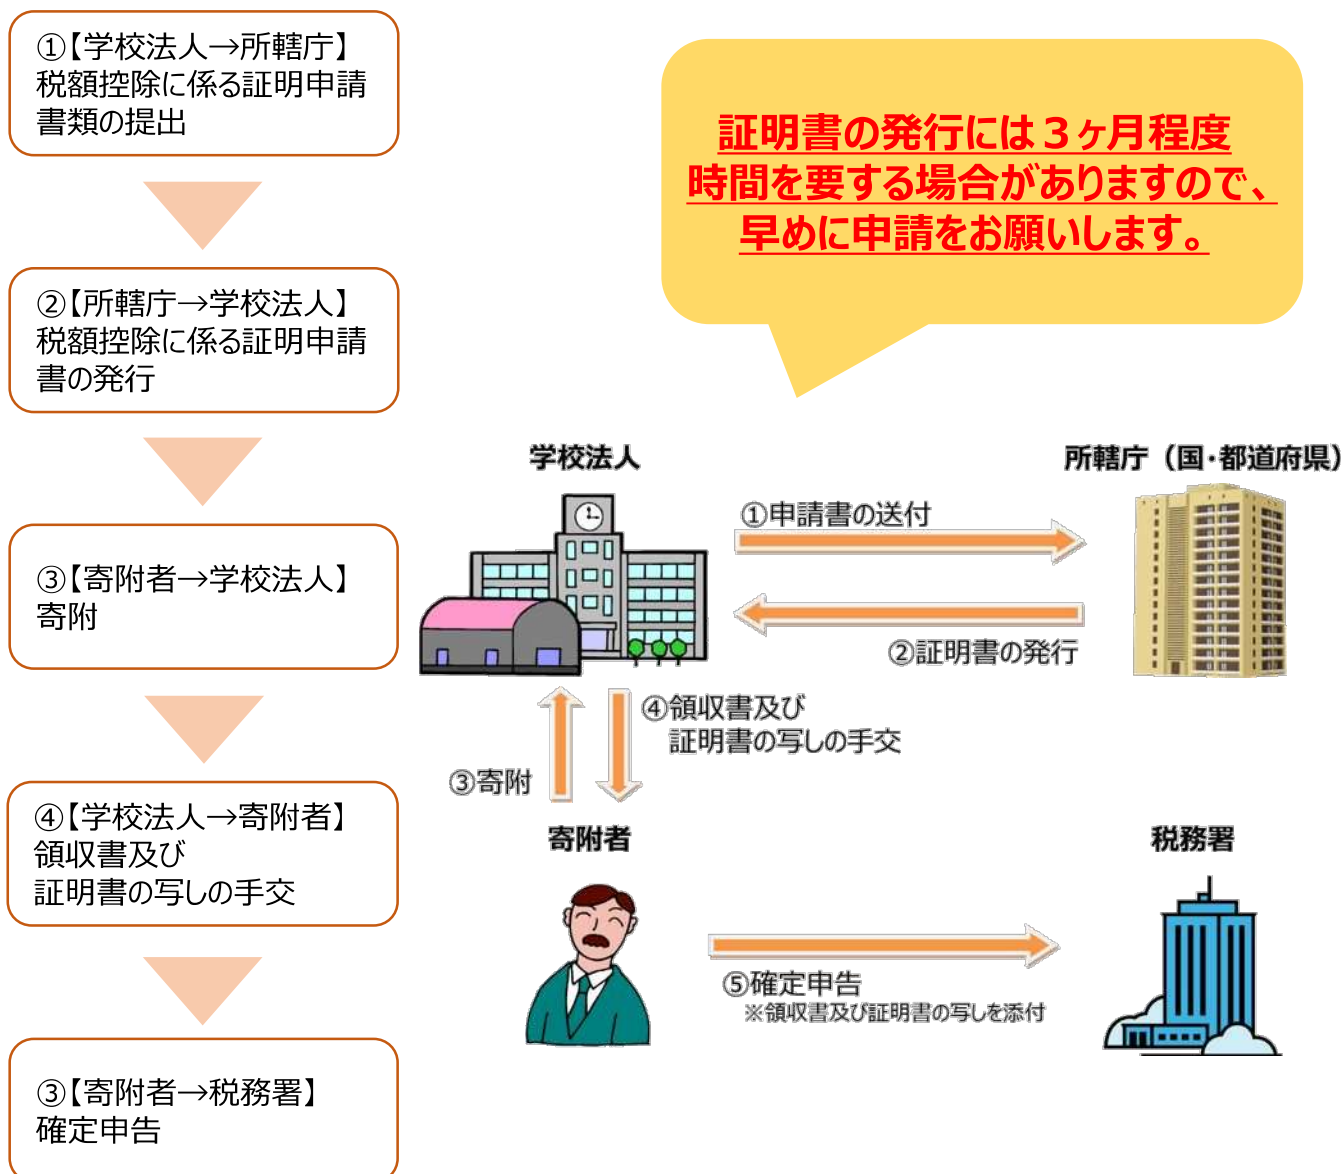 ①【学校法人→所轄庁】
税額控除に係る証明申請
書類の提出
②【所轄庁→学校法人】
税額控除に係る証明申請
書の発行
③【寄附者→学校法人】
寄附
④【学校法人→寄附者】
領収書及び
証明書の写しの手交
③【寄附者→税務署】
確定申告
証明書の発行には３ヶ月程度
時間を要する場合がありますので、
早めに申請をお願いします。
学校法人
所轄庁（国･都道府県）
①申請書の送付
②証明書の発行
④領収書及び
証明書の写しの手交
③寄附
寄附者
税務署
⑤確定申告
※領収書及び証明書の写しを添付